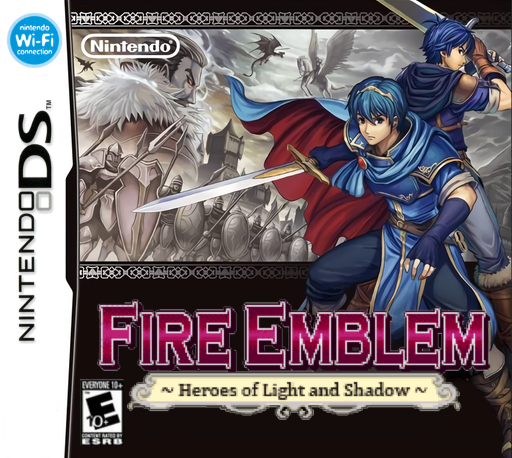 nintendo
Wi-Fi
connection
Nintendo
NINTENDO DS™
FIRE EMBLEM
~ Heroes of Light and Shadow ~
EVERYONE 10+
E
10+
CONTENT RATED BY
ESRB